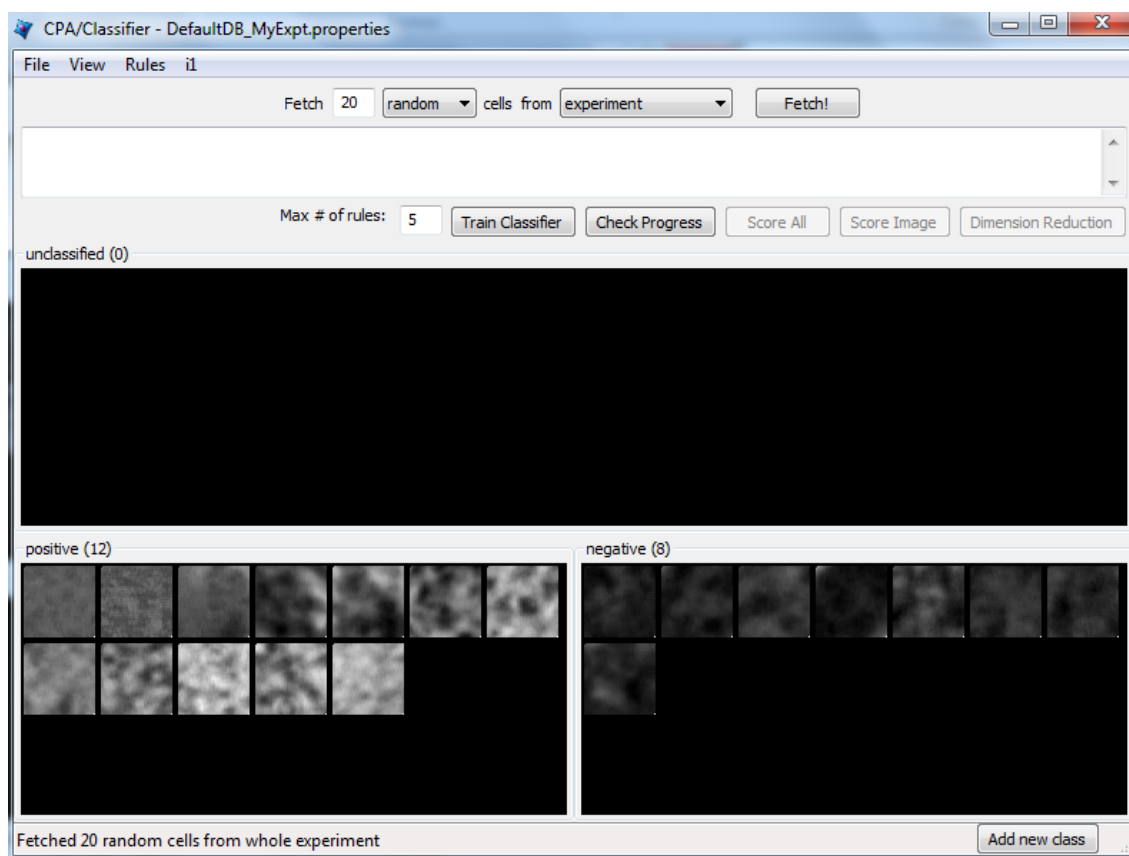 CPA/Classifier - DefaultDB_MyExpt.properties
File View Rules i1
Fetch 20 random cells from experiment Fetch!
Max # of rules: 5 Train Classifier Check Progress Score All Score Image Dimension Reduction
unclassified (0)
positive (12) negative (8)
Fetched 20 random cells from whole experiment Add new class